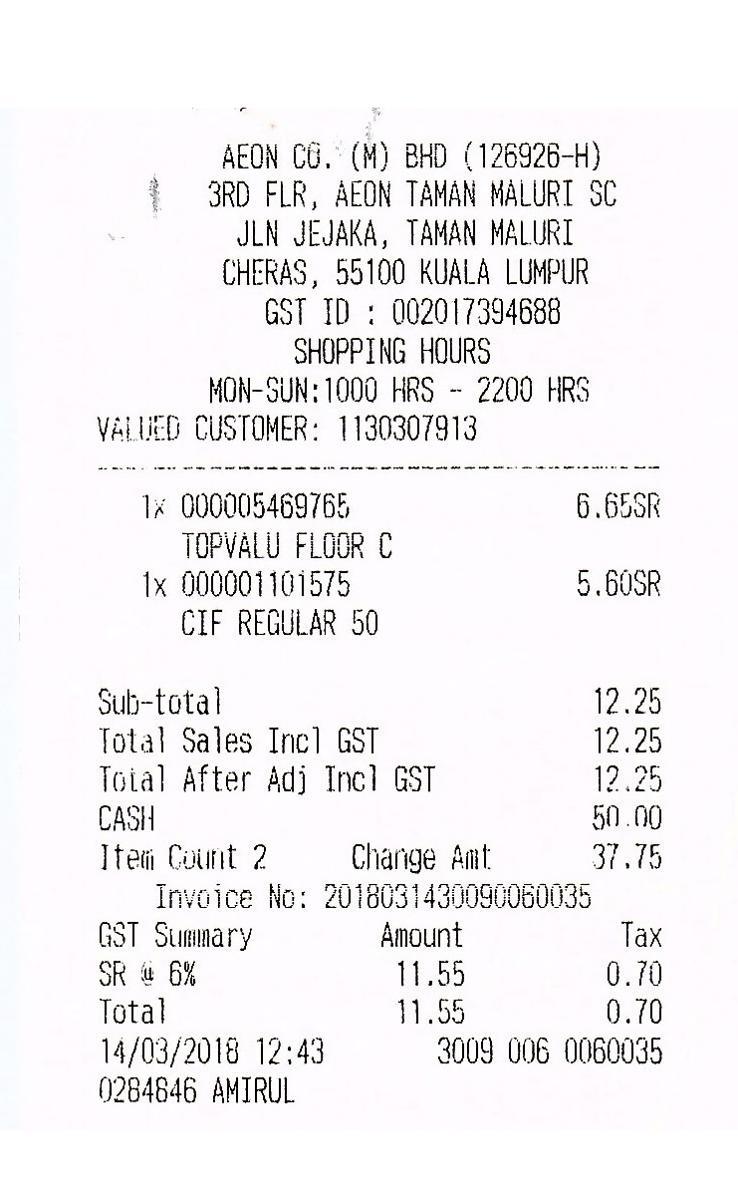 AEON CO. (M) BHD (126926-H)
3RD FLR, AEON TAMAN MALURI SC
JLN JEJAKA, TAMAN MALURI
CHERAS, 55100 KUALA LUMPUR
GST ID : 002017394688
SHOPPING HOURS
MON-SUN:1000 HRS - 2200 HRS
VALUED CUSTOMER: 1130307913
1x 000005469765 6.65SR
TOPVALU FLOOR C
1x 000001101575 5.60SR
CIF REGULAR 50
Sub-total 12.25
Total Sales Incl GST 12.25
Total After Adj Incl GST 12.25
CASH 50.00
Item Count 2 Change Amt 37.75
Invoice No: 2018031430090060035
GST Summary Amount Tax
SR @ 6% 11.55 0.70
Total 11.55 0.70
14/03/2018 12:43 3009 006 0060035
0284846 AMIRUL